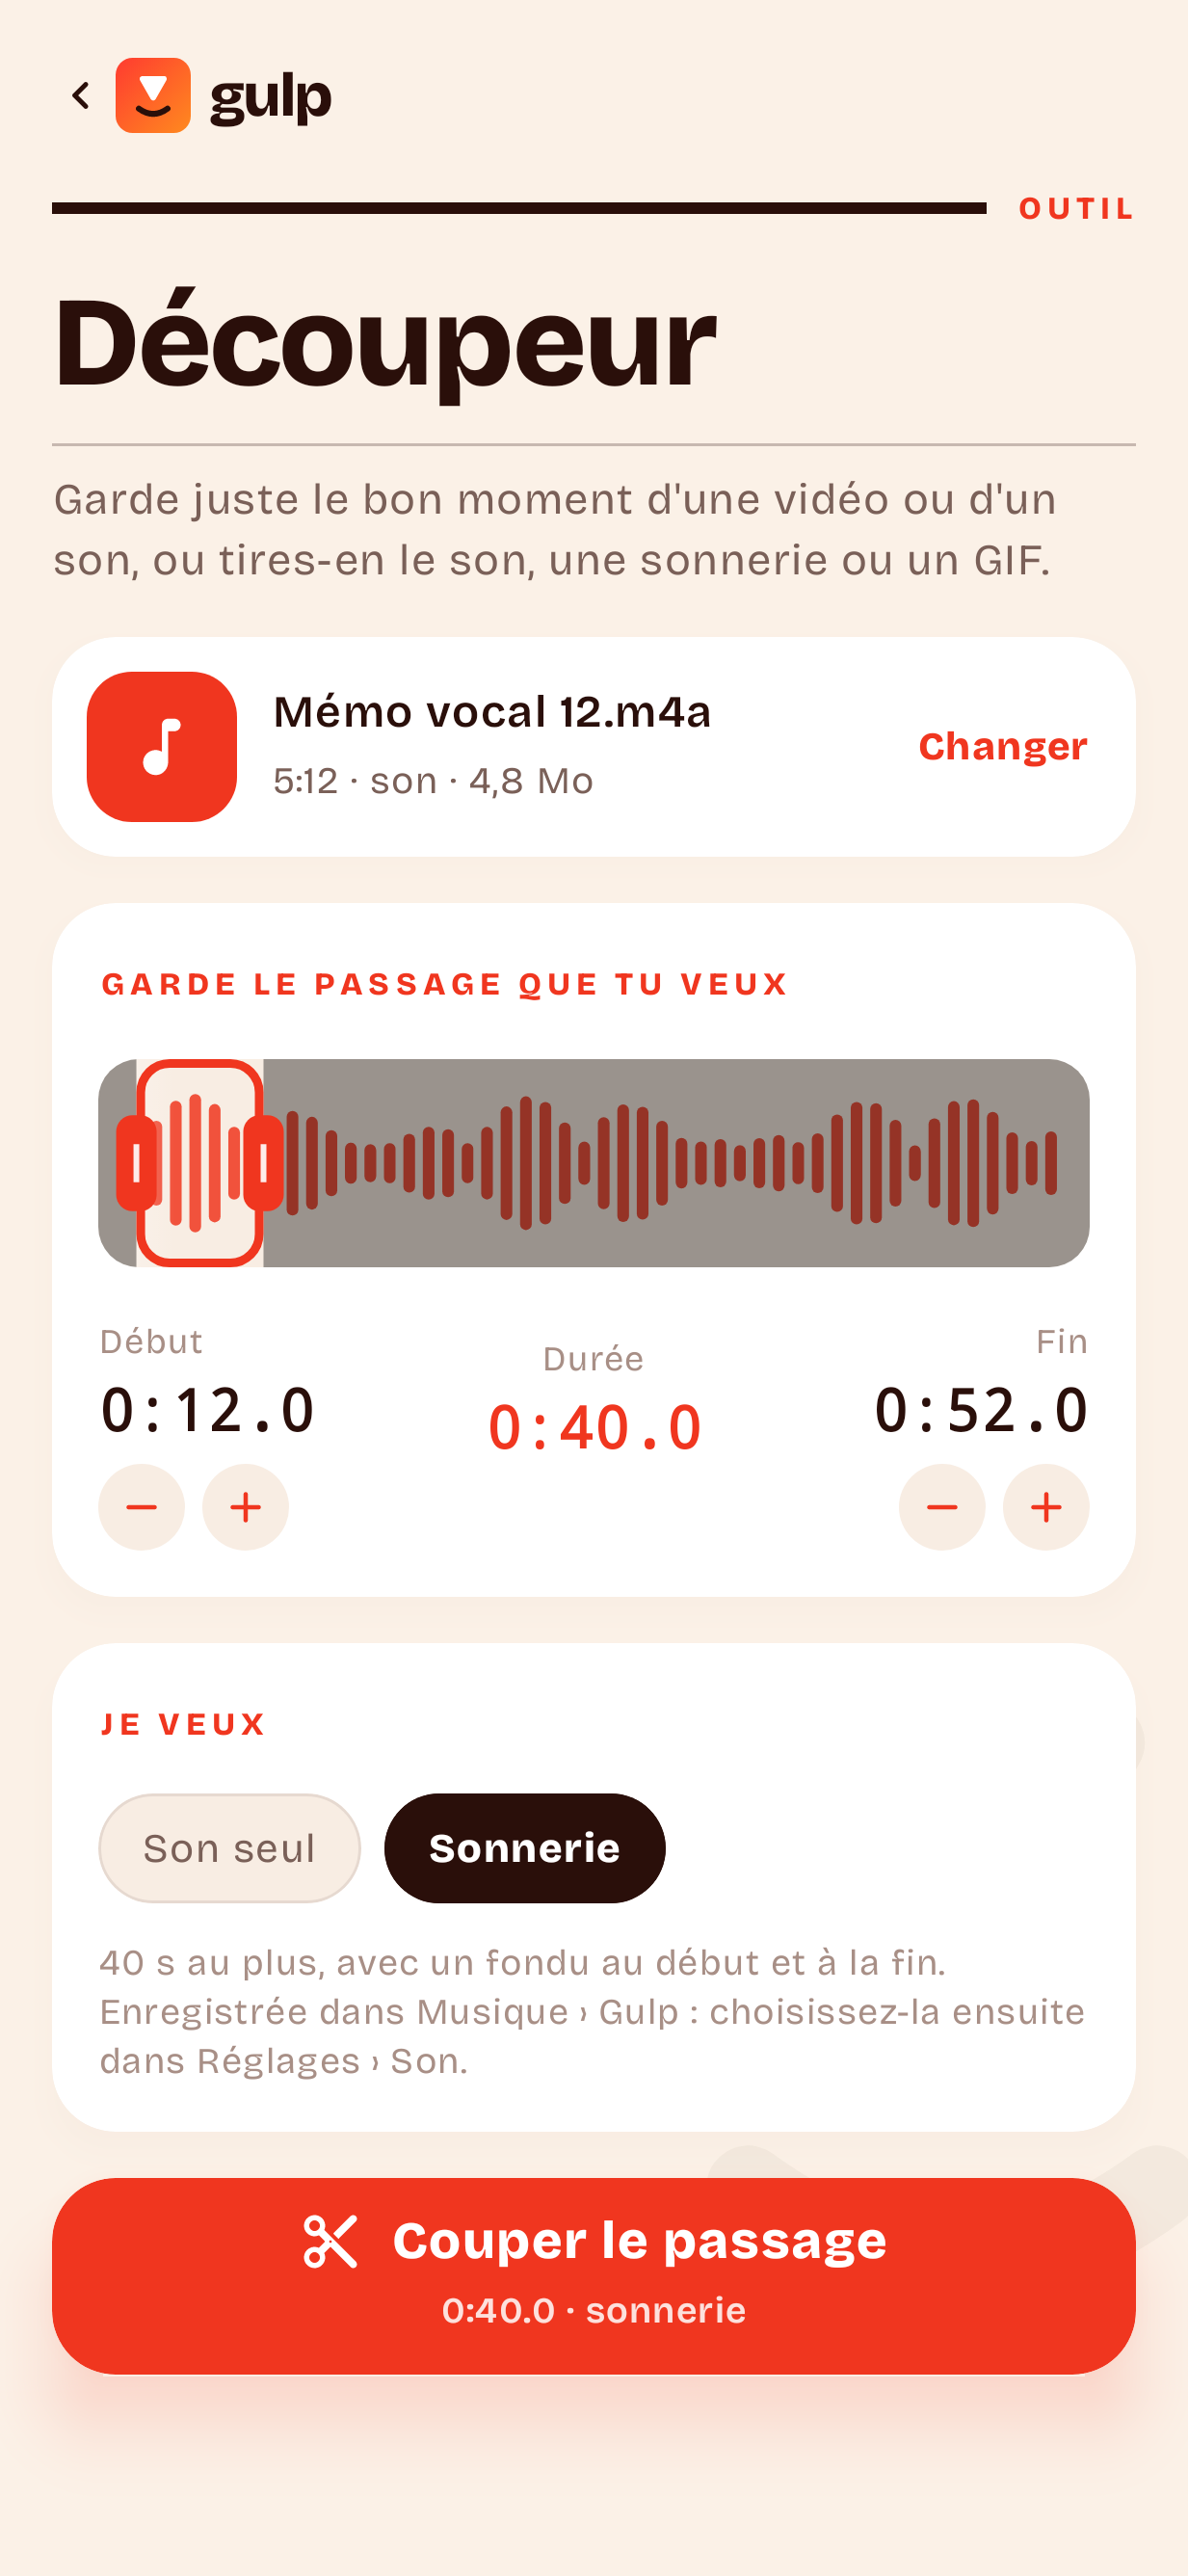 gulp
OUTIL
Découpeur
Garde juste le bon moment d'une vidéo ou d'un
son, ou tires-en le son, une sonnerie ou un GIF.
Mémo vocal 12.m4a
5:12 · son · 4,8 Mo
Changer
GARDE LE PASSAGE QUE TU VEUX
Début
0:12.0
Durée
0:40.0
Fin
0:52.0
JE VEUX
Son seul
Sonnerie
40 s au plus, avec un fondu au début et à la fin.
Enregistrée dans Musique › Gulp : choisissez-la ensuite
dans Réglages › Son.
Couper le passage
0:40.0 · sonnerie